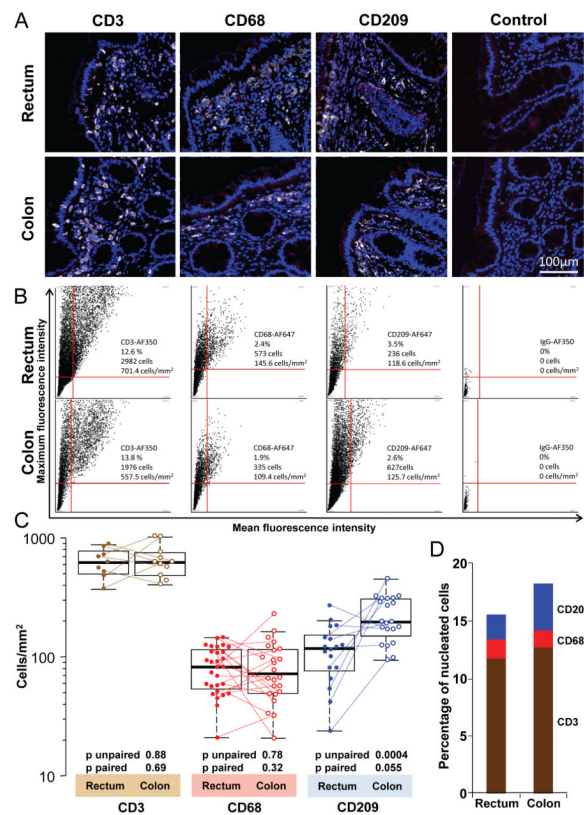 A
CD3
CD68
CD209
Control
Rectum
Colon
100µm
B
Rectum
Colon
Maximum fluorescence intensity
CD3-AF350
12.6 %
2982 cells
701.4 cells/mm²
CD68-AF647
2.4%
573 cells
145.6 cells/mm²
CD209-AF647
3.5%
236 cells
118.6 cells/mm²
IgG-AF350
0%
0 cells
0 cells/mm²
CD3-AF350
13.8 %
1976 cells
557.5 cells/mm²
CD68-AF647
1.9%
335 cells
109.4 cells/mm²
CD209-AF647
2.6%
627cells
125.7 cells/mm²
IgG-AF350
0%
0 cells
0 cells/mm²
Mean fluorescence intensity
C
Cells/mm²
1000
100
10
p unpaired 0.88
p paired 0.69
p unpaired 0.78
p paired 0.32
p unpaired 0.0004
p paired 0.055
Rectum Colon
Rectum Colon
Rectum Colon
CD3
CD68
CD209
D
Percentage of nucleated cells
20
15
10
5
0
CD20
CD68
CD3
Rectum Colon